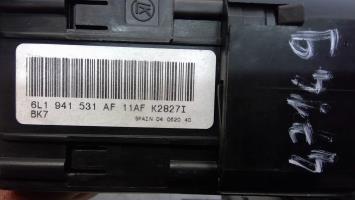 6L1 941 531 AF 11AF K2827I
BK7
SPAIN 04 0620 40